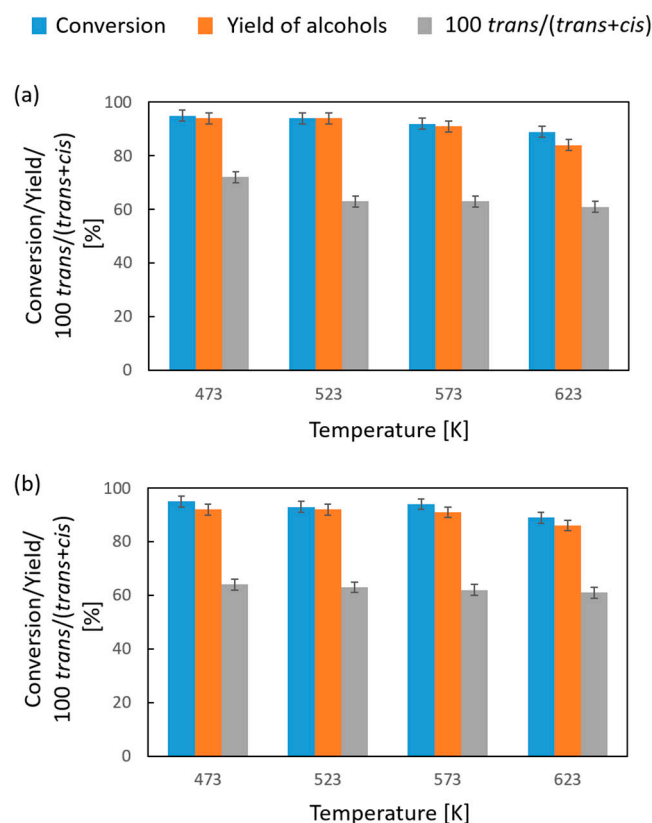 Conversion Yield of alcohols 100 trans/(trans+cis)
(a)
Conversion/Yield/
100 trans/(trans+cis)
[%]
100
80
60
40
20
0
473 523 573 623
Temperature [K]
(b)
Conversion/Yield/
100 trans/(trans+cis)
[%]
100
80
60
40
20
0
473 523 573 623
Temperature [K]